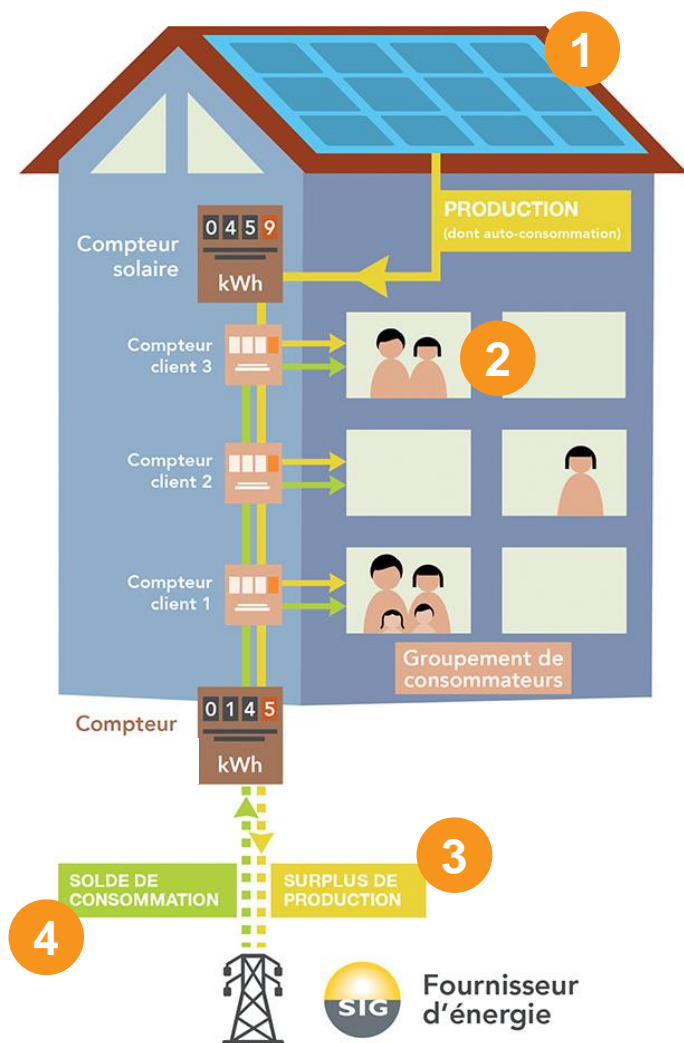 1
PRODUCTION
(dont auto-consommation)
0459
kWh
Compteur
solaire
Compteur
client 3
2
Compteur
client 2
Compteur
client 1
Groupement de
consommateurs
Compteur
0145
kWh
3
SOLDE DE
CONSOMMATION
SURPLUS DE
PRODUCTION
4
SIG
Fournisseur
d'énergie